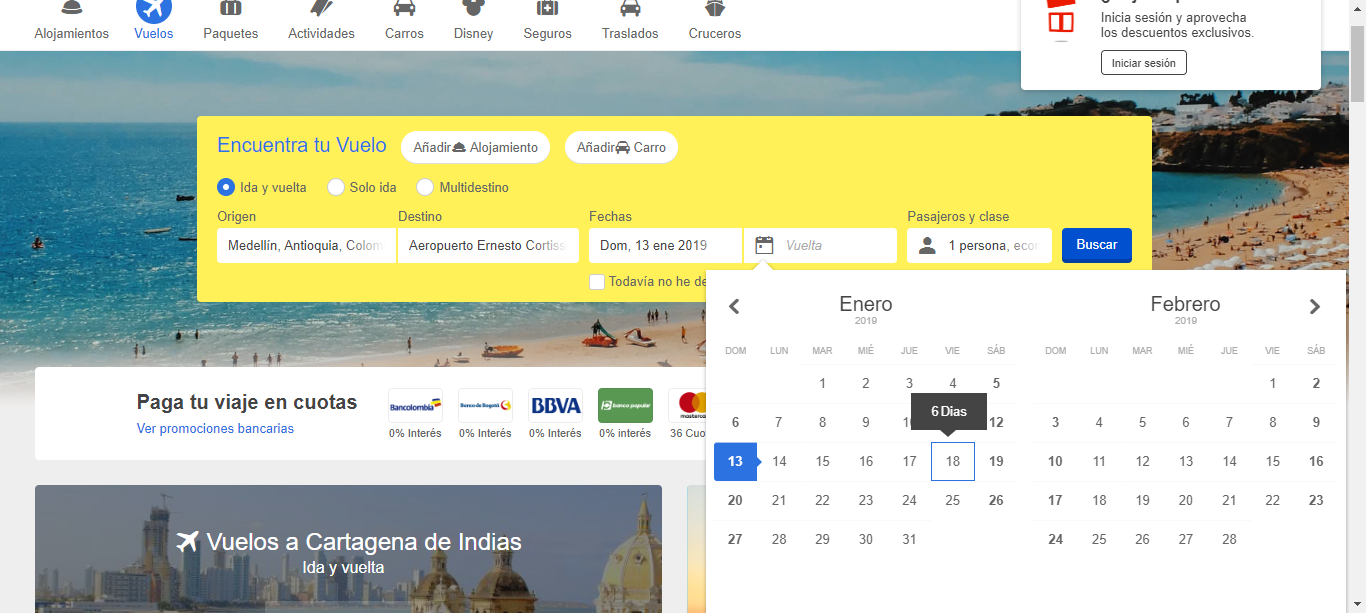 Inicia sesión y aprovecha
los descuentos exclusivos.
Iniciar sesión
Alojamientos Vuelos Paquetes Actividades Carros Disney Seguros Traslados Cruceros
Encuentra tu Vuelo Añadir Alojamiento Añadir Carro
Ida y vuelta Solo ida Multidestino
Origen Destino Fechas Pasajeros y clase
Medellín, Antioquia, Colom Aeropuerto Ernesto Cortiss Dom, 13 ene 2019 Vuelta 1 persona, econ Buscar
Todavía no he de
Enero Febrero
2019 2019
DOM LUN MAR MIÉ JUE VIE SÁB DOM LUN MAR MIÉ JUE VIE SÁB
1 2 3 4 5 1 2
6 Dias
6 7 8 9 12 3 4 5 6 7 8 9
13 14 15 16 17 18 19 10 11 12 13 14 15 16
20 21 22 23 24 25 26 17 18 19 20 21 22 23
27 28 29 30 31 24 25 26 27 28
Paga tu viaje en cuotas
Ver promociones bancarias
Bancolombia Banco de Bogotá BBVA banco popular masterca
0% Interés 0% Interés 0% Interés 0% interés 36 Cuo
Vuelos a Cartagena de Indias
Ida y vuelta